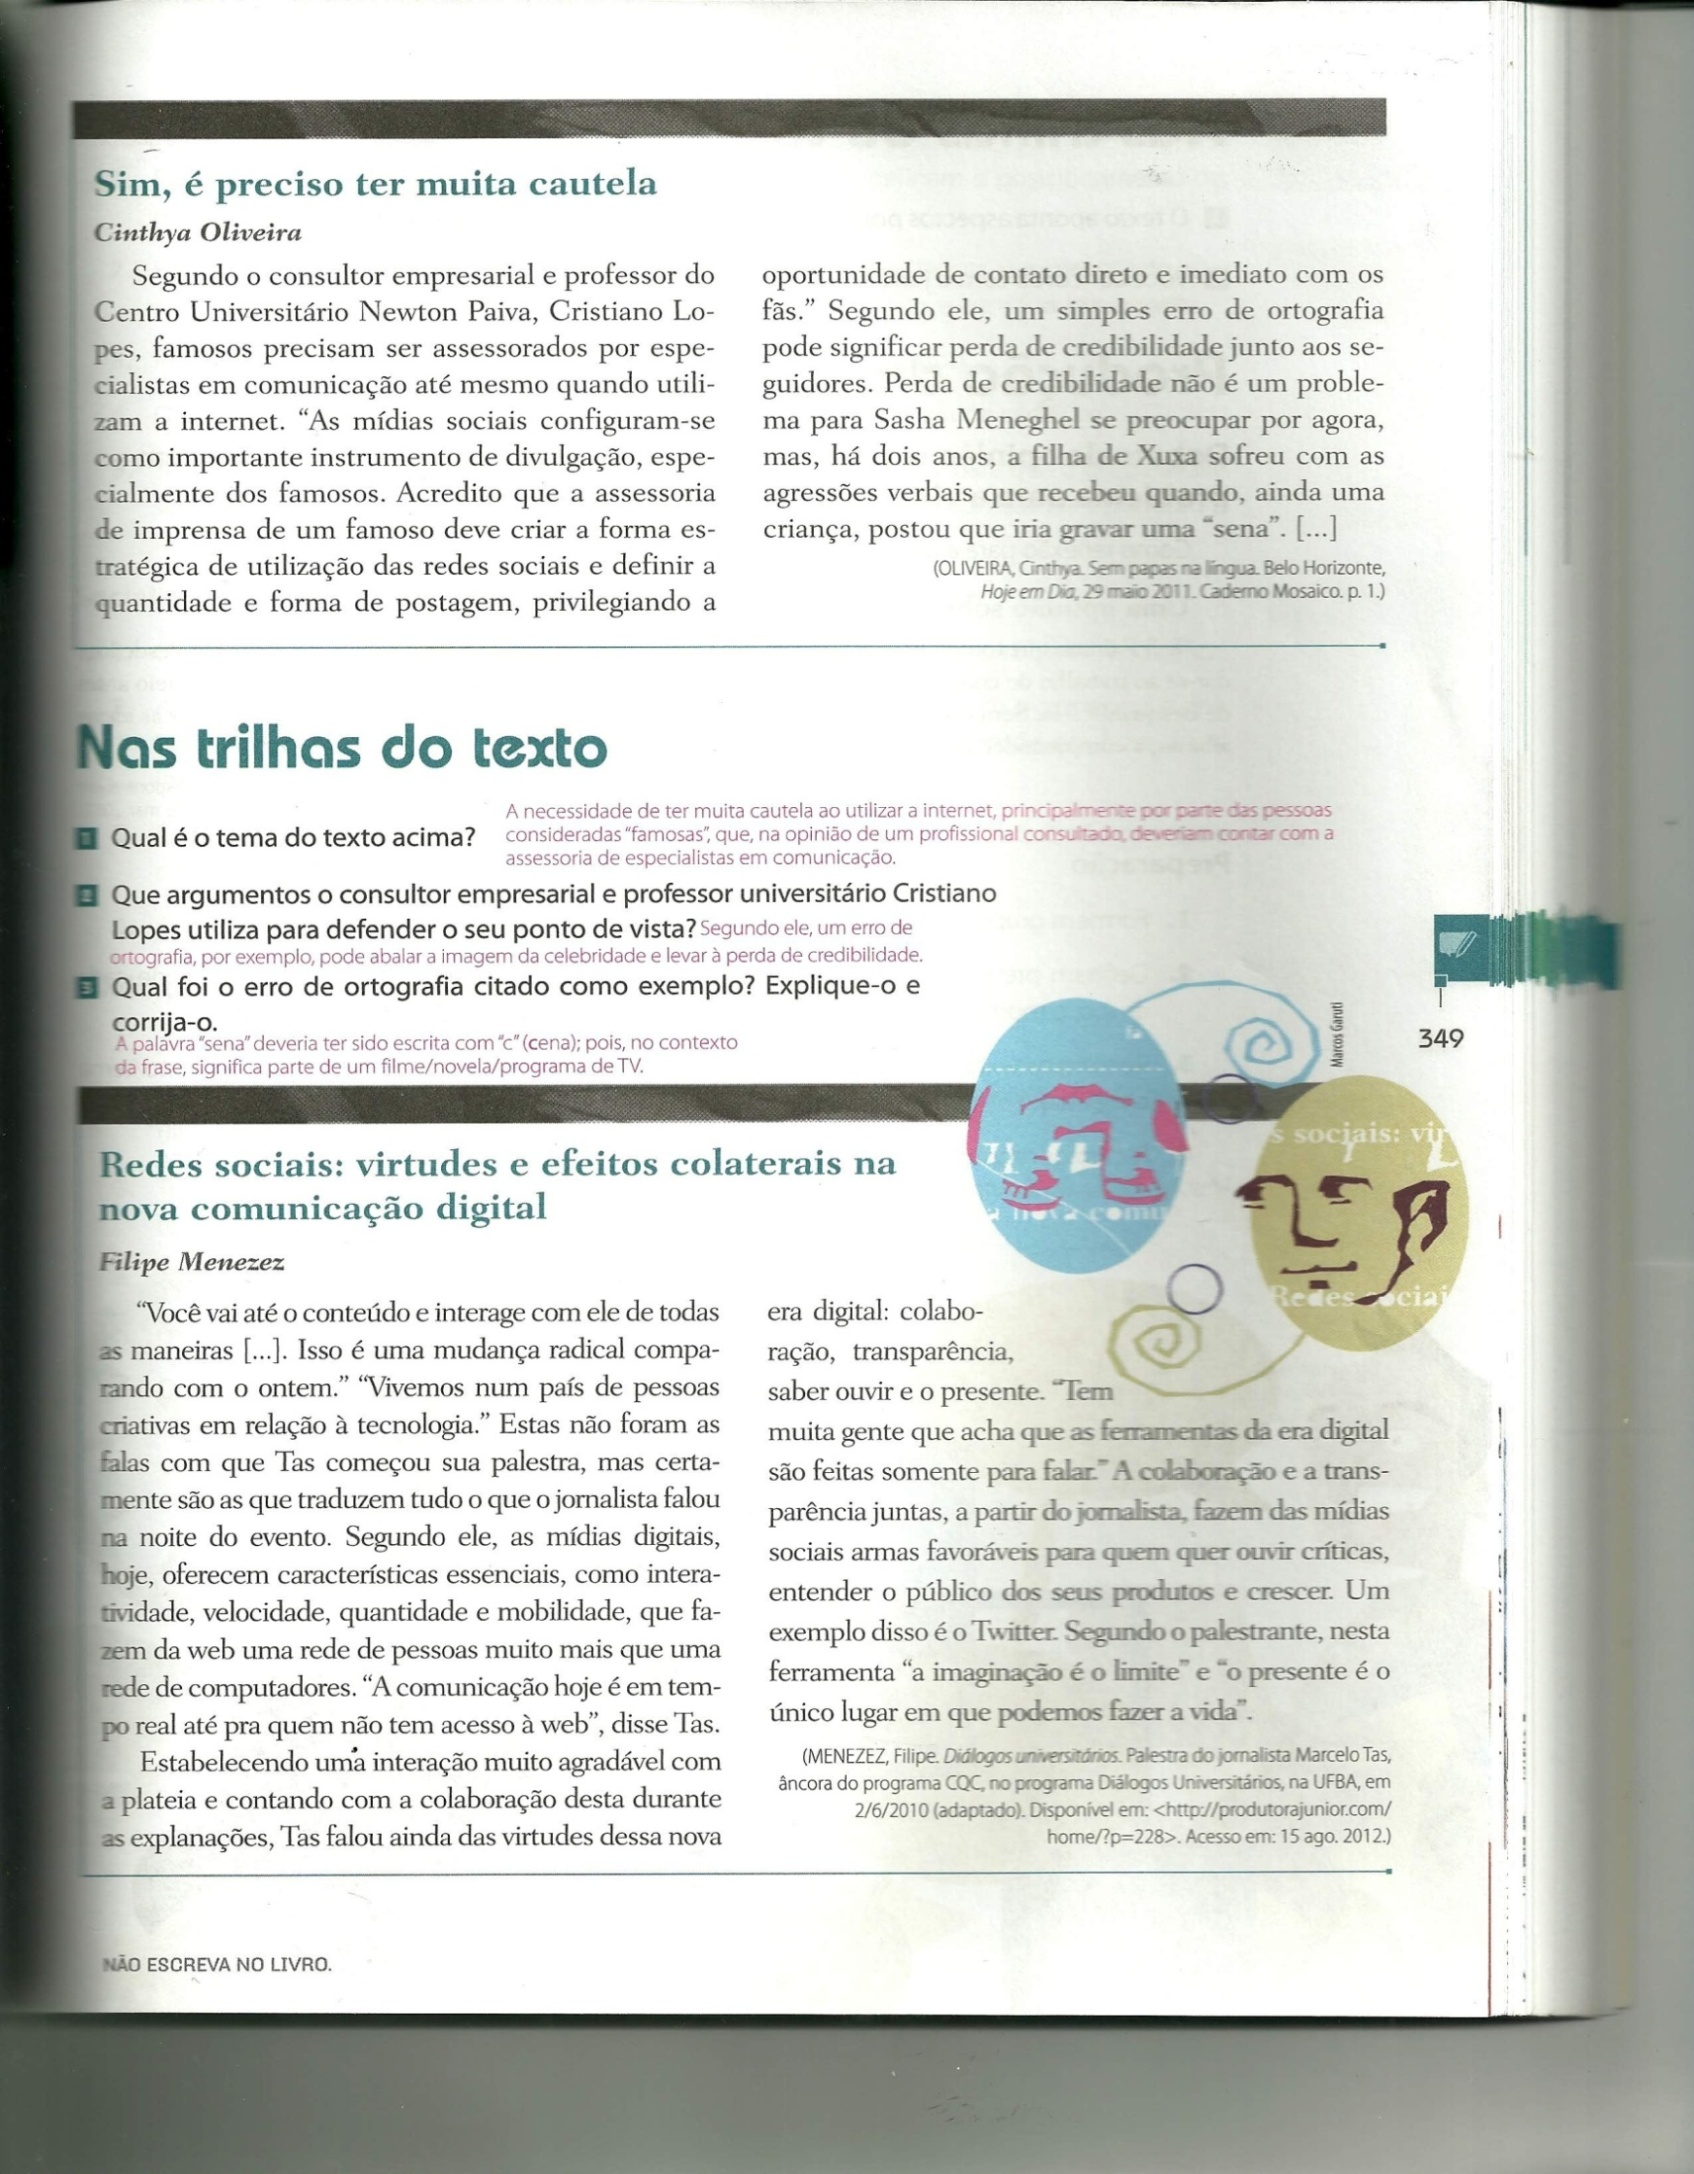 Sim, é preciso ter muita cautela
Cinthya Oliveira
Segundo o consultor empresarial e professor do
Centro Universitário Newton Paiva, Cristiano Lo-
pes, famosos precisam ser assessorados por espe-
cialistas em comunicação até mesmo quando utili-
zam a internet. “As mídias sociais configuram-se
como importante instrumento de divulgação, espe-
cialmente dos famosos. Acredito que a assessoria
de imprensa de um famoso deve criar a forma es-
tratégica de utilização das redes sociais e definir a
quantidade e forma de postagem, privilegiando a
oportunidade de contato direto e imediato com os
fãs.” Segundo ele, um simples erro de ortografia
pode significar perda de credibilidade junto aos se-
guidores. Perda de credibilidade não é um proble-
ma para Sasha Meneghel se preocupar por agora,
mas, há dois anos, a filha de Xuxa sofreu com as
agressões verbais que recebeu quando, ainda uma
criança, postou que iria gravar uma “sena”. [...]
(OLIVEIRA, Cinthya. Sem papas na língua. Belo Horizonte,
Hoje em Dia, 29 maio 2011. Caderno Mosaico. p. 1.)
Nas trilhas do texto
1 Qual é o tema do texto acima?
A necessidade de ter muita cautela ao utilizar a internet, principalmente por parte das pessoas
consideradas “famosas”, que, na opinião de um profissional consultado, deveriam contar com a
assessoria de especialistas em comunicação.
2 Que argumentos o consultor empresarial e professor universitário Cristiano
Lopes utiliza para defender o seu ponto de vista? Segundo ele, um erro de
ortografia, por exemplo, pode abalar a imagem da celebridade e levar à perda de credibilidade.
3 Qual foi o erro de ortografia citado como exemplo? Explique-o e
corrija-o.
A palavra “sena” deveria ter sido escrita com “c” (cena); pois, no contexto
da frase, significa parte de um filme/novela/programa de TV.
Marcos Garuti
349
s sociais: vir
a nova comu
Redes sociai
Redes sociais: virtudes e efeitos colaterais na
nova comunicação digital
Filipe Menezez
“Você vai até o conteúdo e interage com ele de todas
as maneiras [...]. Isso é uma mudança radical compa-
rando com o ontem.” “Vivemos num país de pessoas
criativas em relação à tecnologia.” Estas não foram as
falas com que Tas começou sua palestra, mas certa-
mente são as que traduzem tudo o que o jornalista falou
na noite do evento. Segundo ele, as mídias digitais,
hoje, oferecem características essenciais, como intera-
tividade, velocidade, quantidade e mobilidade, que fa-
zem da web uma rede de pessoas muito mais que uma
rede de computadores. “A comunicação hoje é em tem-
po real até pra quem não tem acesso à web”, disse Tas.
Estabelecendo uma interação muito agradável com
a plateia e contando com a colaboração desta durante
as explanações, Tas falou ainda das virtudes dessa nova
era digital: colabo-
ração, transparência,
saber ouvir e o presente. “Tem
muita gente que acha que as ferramentas da era digital
são feitas somente para falar.” A colaboração e a trans-
parência juntas, a partir do jornalista, fazem das mídias
sociais armas favoráveis para quem quer ouvir críticas,
entender o público dos seus produtos e crescer. Um
exemplo disso é o Twitter. Segundo o palestrante, nesta
ferramenta “a imaginação é o limite” e “o presente é o
único lugar em que podemos fazer a vida”.
(MENEZEZ, Filipe. Diálogos universitários. Palestra do jornalista Marcelo Tas,
âncora do programa CQC, no programa Diálogos Universitários, na UFBA, em
2/6/2010 (adaptado). Disponível em: <http://produtorajunior.com/
home/?p=228>. Acesso em: 15 ago. 2012.)
NÃO ESCREVA NO LIVRO.